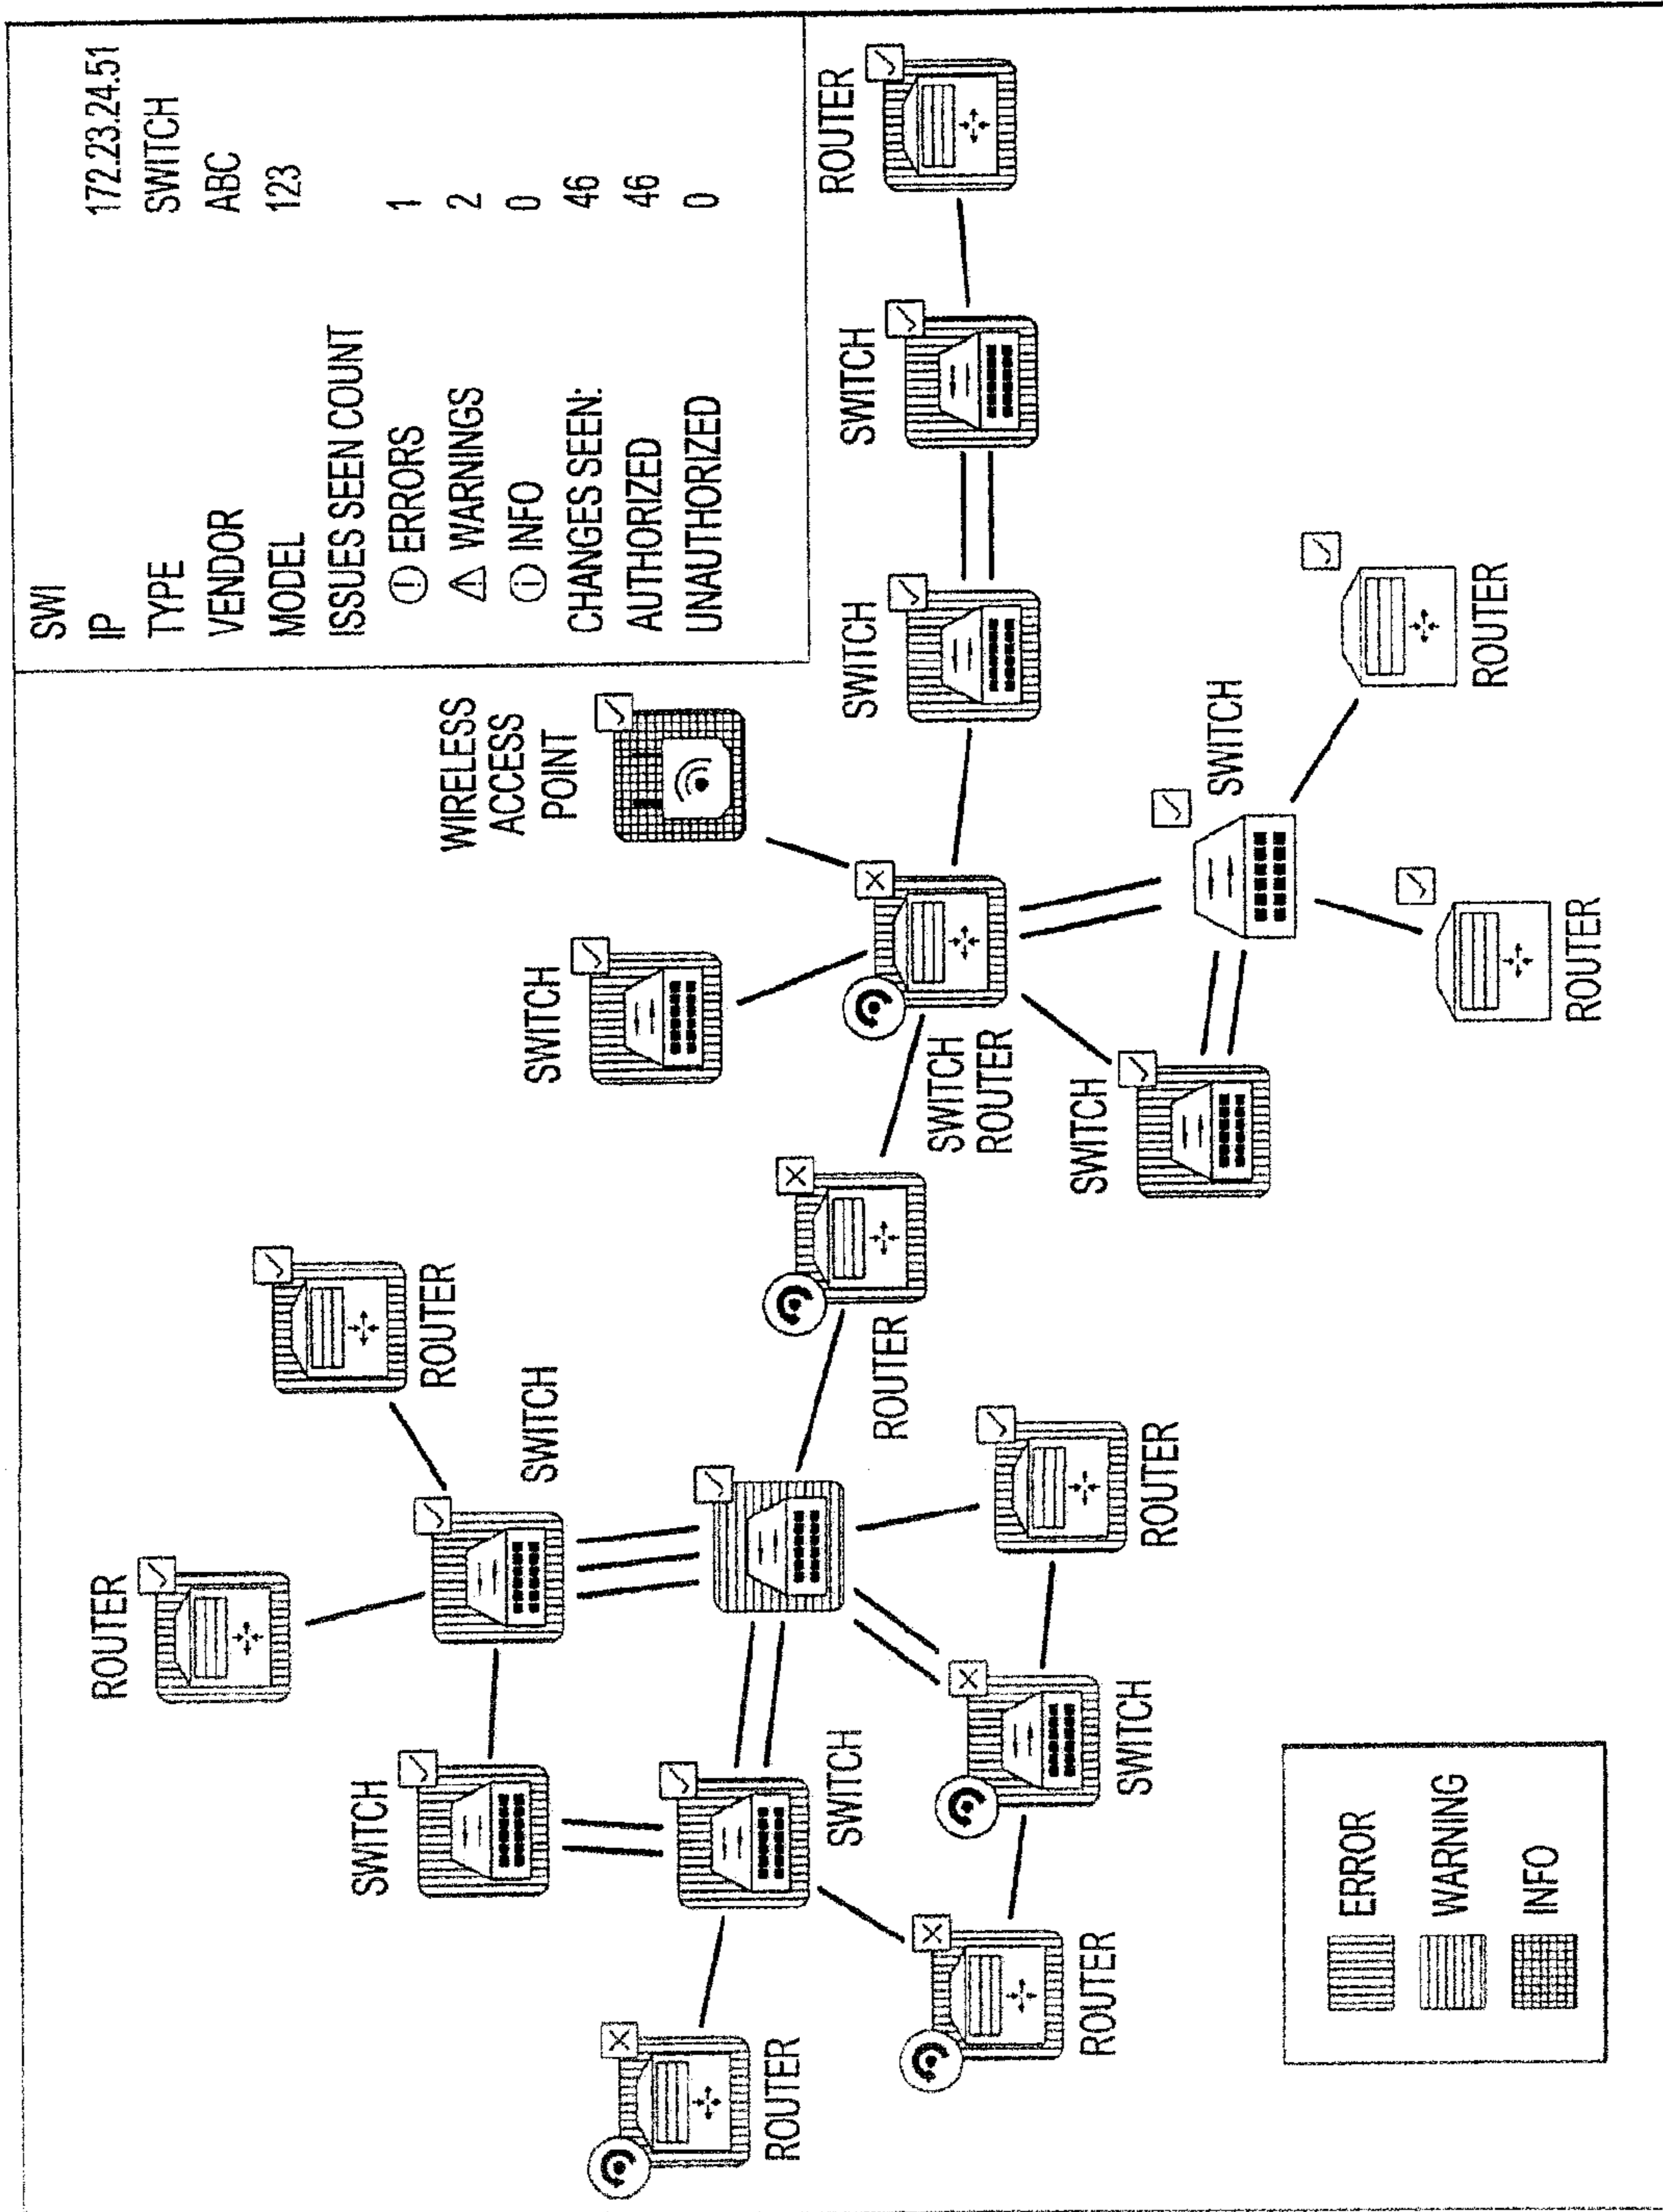 SWI
IP 172.23.24.51
TYPE SWITCH
VENDOR ABC
MODEL 123
ISSUES SEEN COUNT
! ERRORS 1
! WARNINGS 2
i INFO 0
CHANGES SEEN: 46
AUTHORIZED 46
UNAUTHORIZED 0
ROUTER
SWITCH
ROUTER
WIRELESS
ACCESS
POINT
SWITCH
SWITCH
ROUTER
SWITCH
SWITCH
SWITCH
ROUTER
ROUTER
SWITCH
ROUTER
ROUTER
SWITCH
ROUTER
SWITCH
SWITCH
ROUTER
ROUTER
ERROR
WARNING
INFO